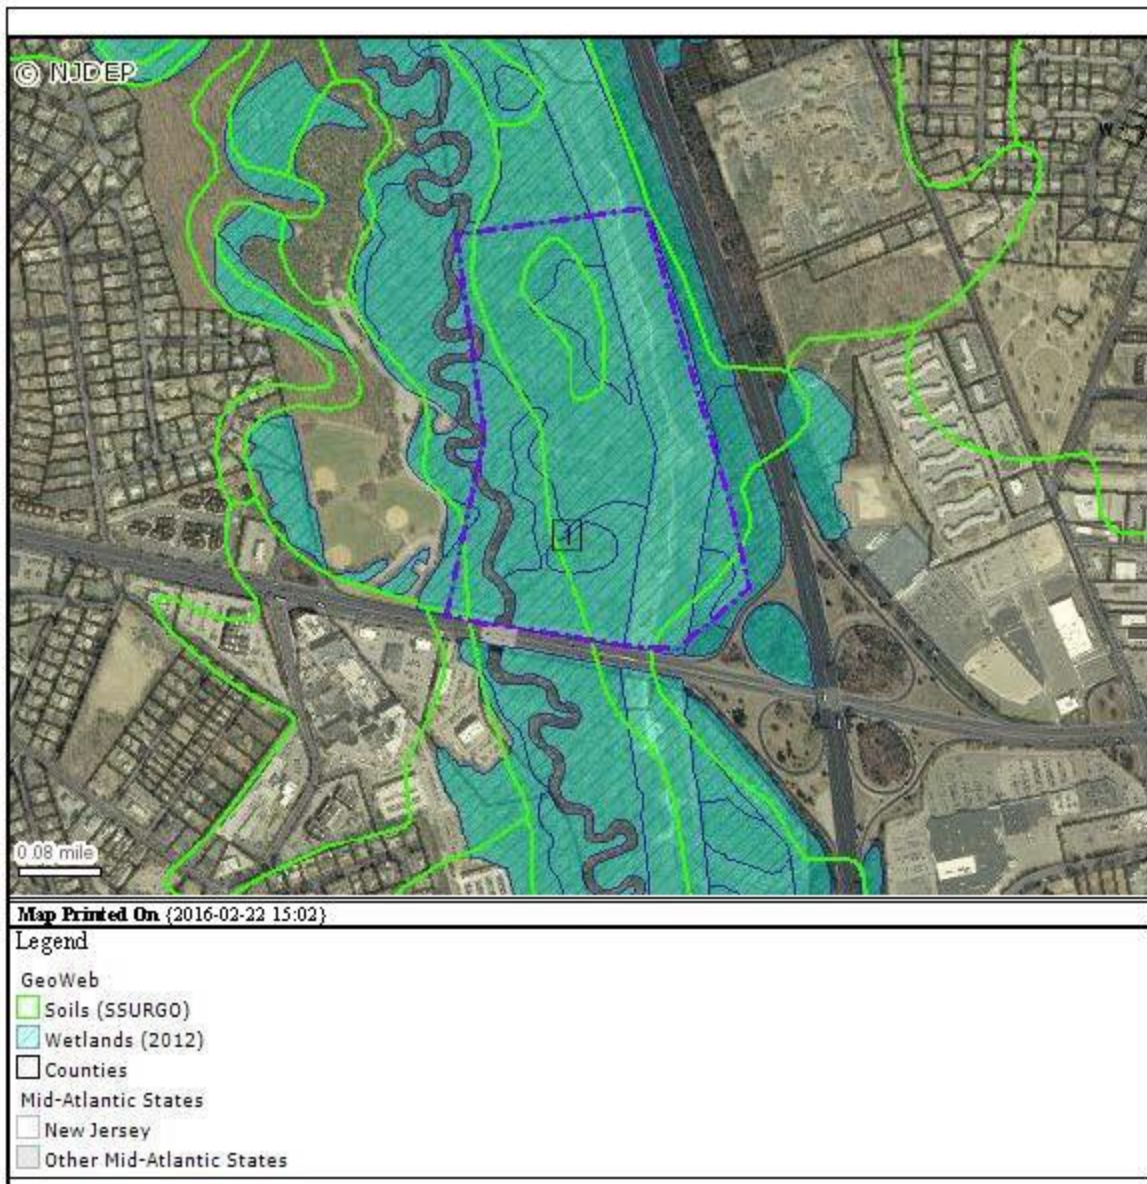 © NJDEP
W
1
0.08 mile
Map Printed On {2016-02-22 15:02}
Legend
GeoWeb
Soils (SSURGO)
Wetlands (2012)
Counties
Mid-Atlantic States
New Jersey
Other Mid-Atlantic States